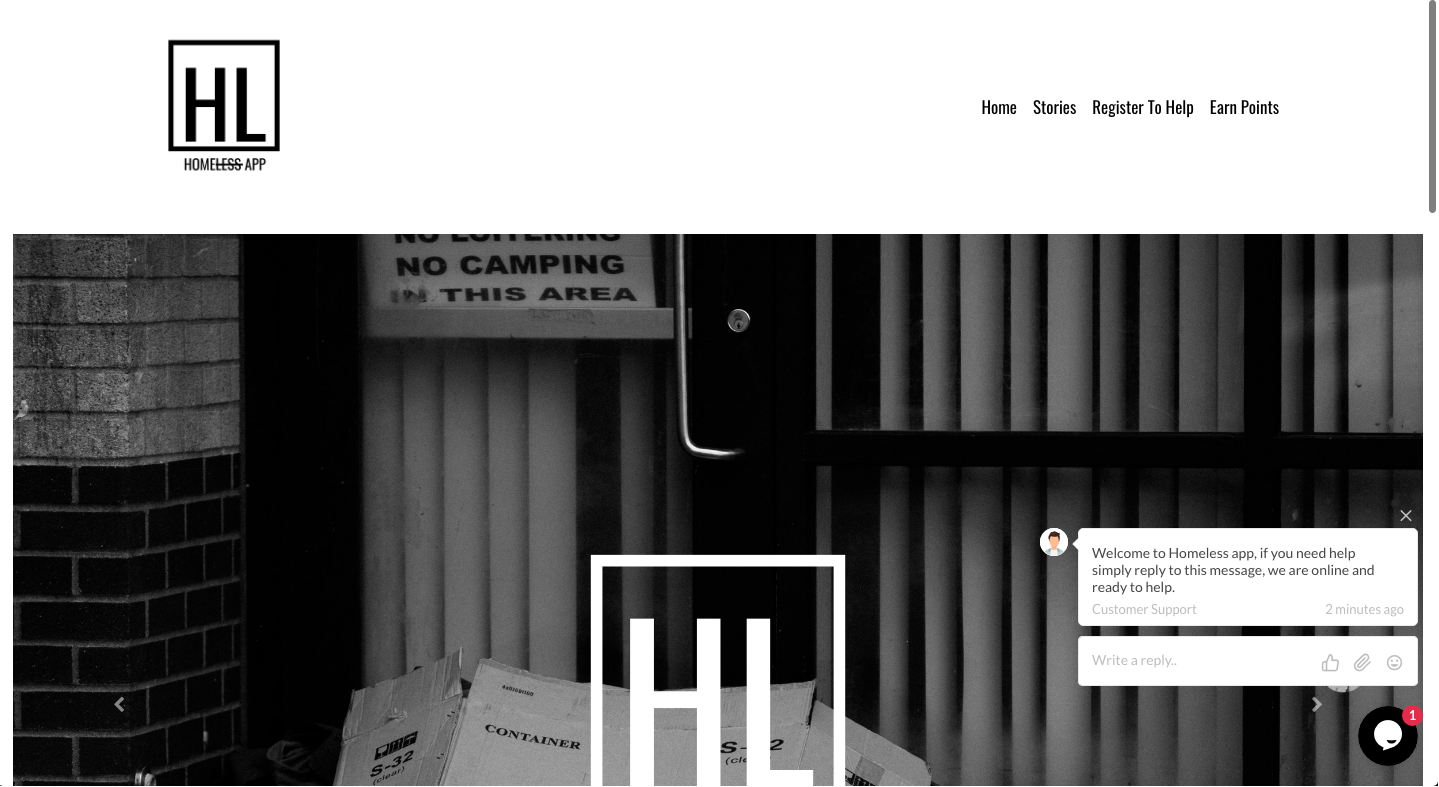 HL
HOMELESS APP
Home Stories Register To Help Earn Points
NO LOITERING
NO CAMPING
IN THIS AREA
Welcome to Homeless app, if you need help
simply reply to this message, we are online and
ready to help.
Customer Support 2 minutes ago
Write a reply..
1
HL
CONTAINER
S-32
(clear)
S-32